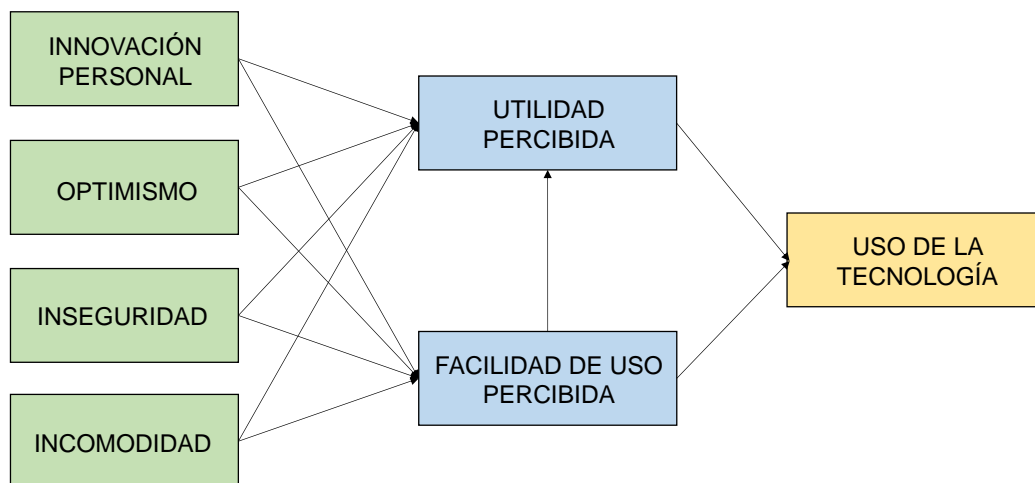 INNOVACIÓN
PERSONAL
OPTIMISMO
INSEGURIDAD
INCOMODIDAD
UTILIDAD
PERCIBIDA
FACILIDAD DE USO
PERCIBIDA
USO DE LA
TECNOLOGÍA